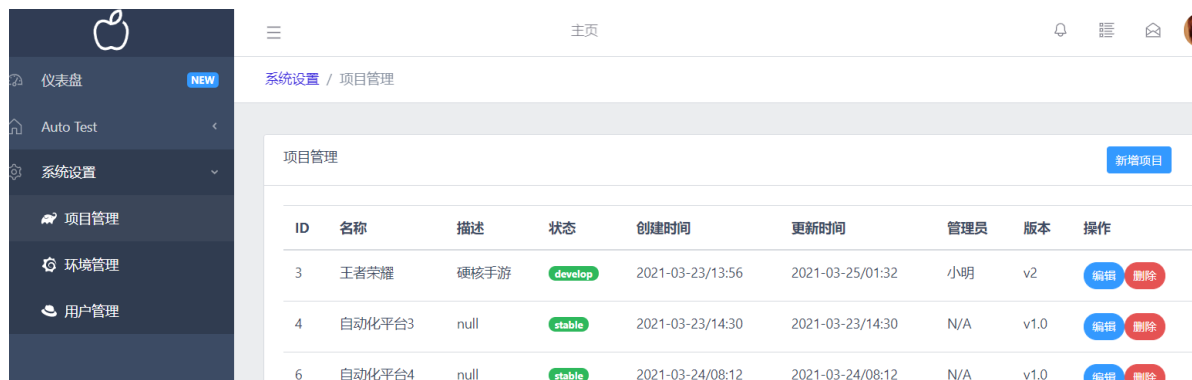 主页
仪表盘 NEW
系统设置 / 项目管理
Auto Test
系统设置
项目管理
环境管理
用户管理
项目管理 新增项目
ID 名称 描述 状态 创建时间 更新时间 管理员 版本 操作
3 王者荣耀 硬核手游 develop 2021-03-23/13:56 2021-03-25/01:32 小明 v2 编辑 删除
4 自动化平台3 null stable 2021-03-23/14:30 2021-03-23/14:30 N/A v1.0 编辑 删除
6 自动化平台4 null stable 2021-03-24/08:12 2021-03-24/08:12 N/A v1.0 编辑 删除